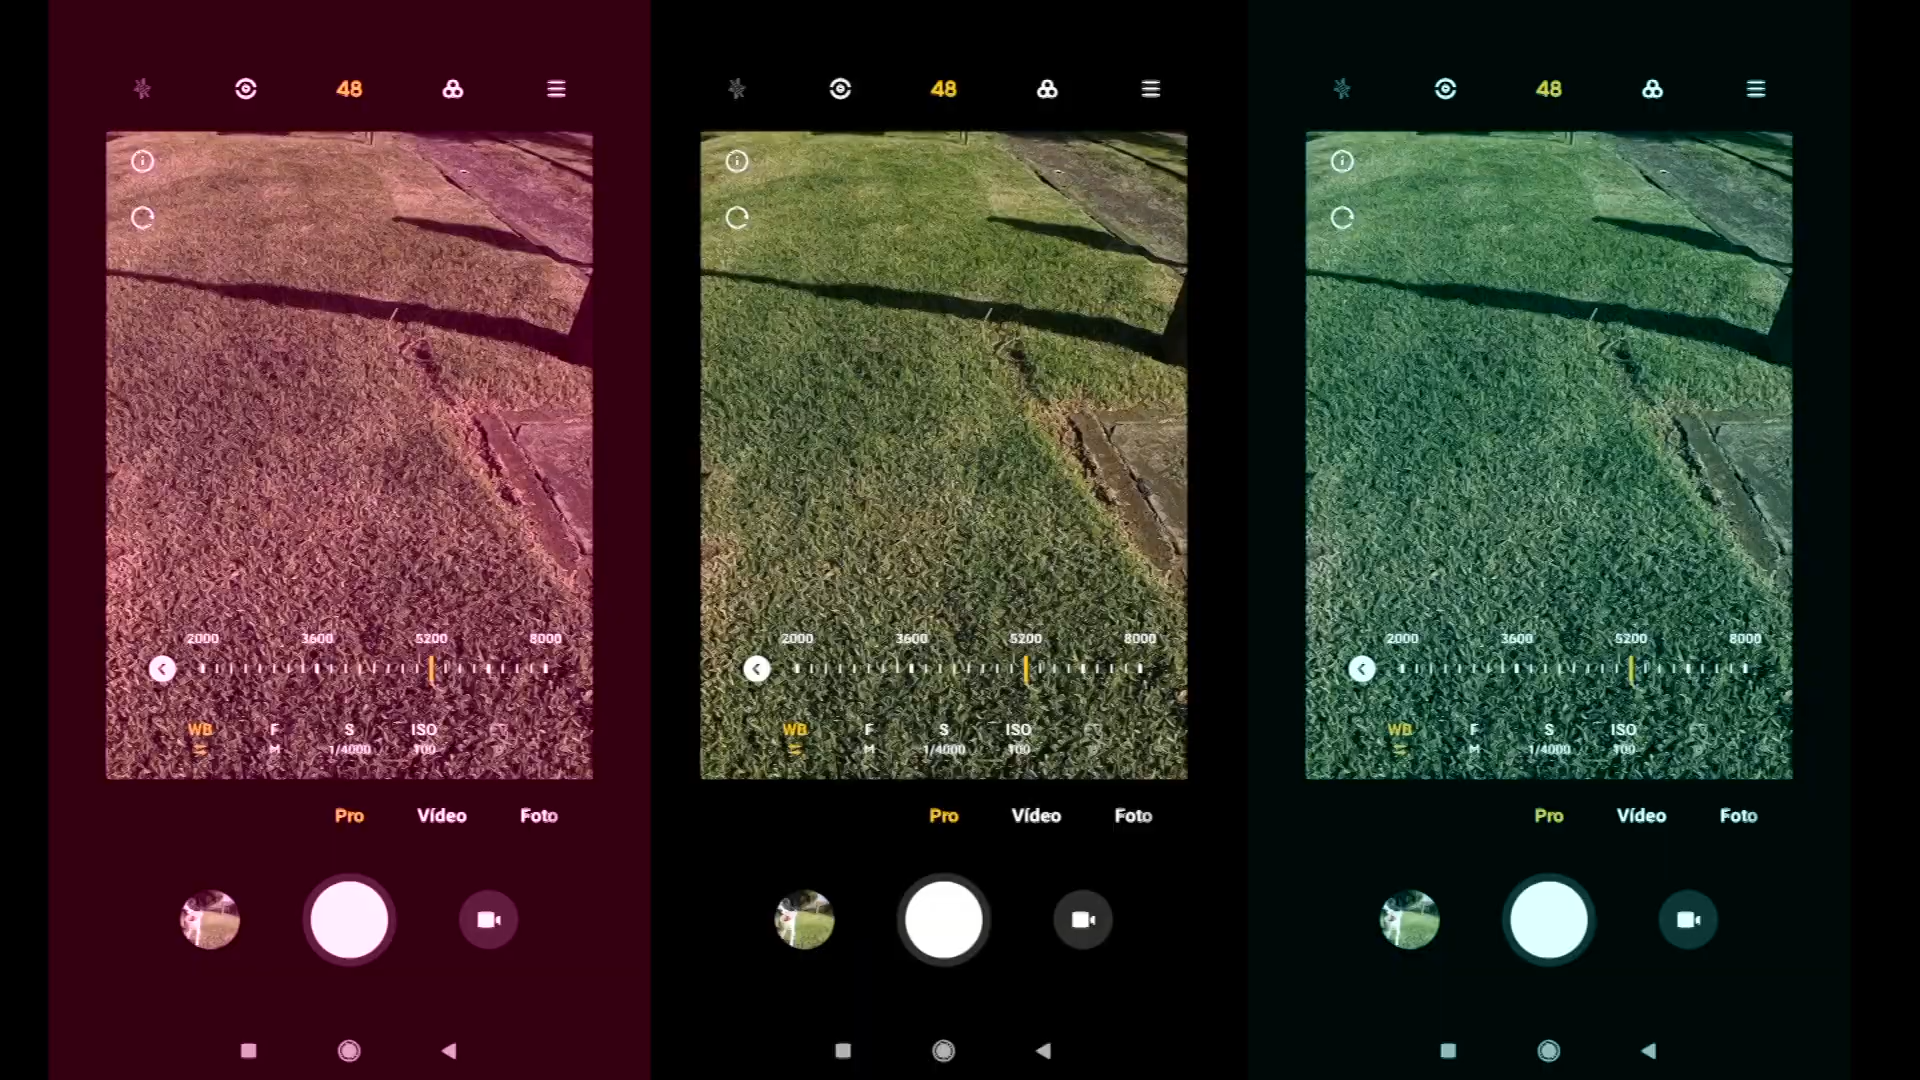 48 48 48
2000 3600 5200 8000 2000 3600 5200 8000 2000 3600 5200 8000
WB F S ISO WB F S ISO WB F S ISO
M 1/4000 100 M 1/4000 100 M 1/4000 100
Pro Vídeo Foto Pro Vídeo Foto Pro Vídeo Foto